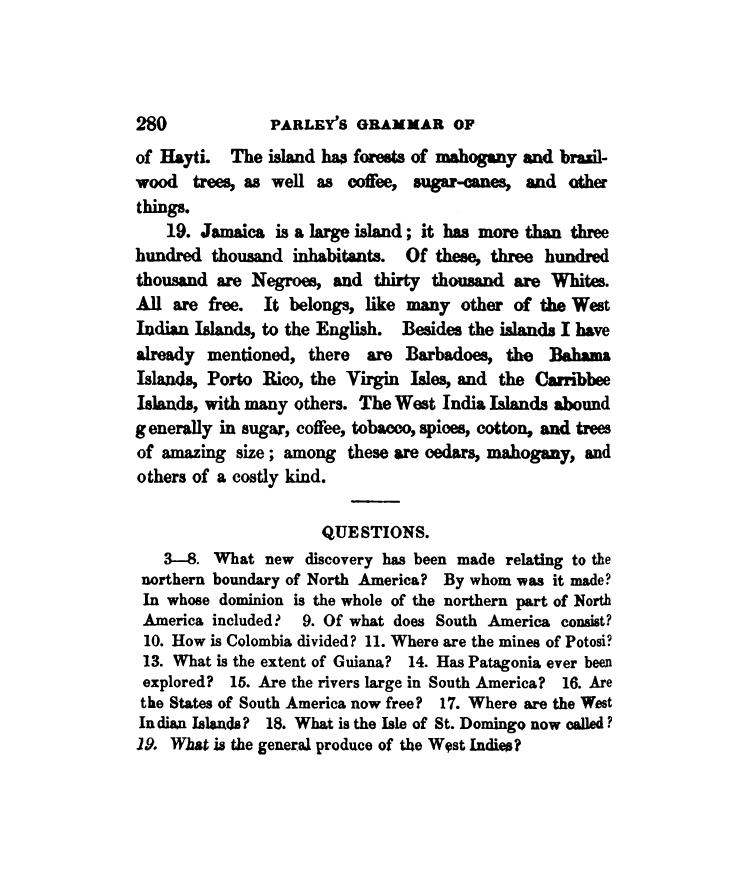 280 PARLEY'S GRAMMAR OF
of Hayti. The island has forests of mahogany and brazil-
wood trees, as well as coffee, sugar-canes, and other
things.
19. Jamaica is a large island; it has more than three
hundred thousand inhabitants. Of these, three hundred
thousand are Negroes, and thirty thousand are Whites.
All are free. It belongs, like many other of the West
Indian Islands, to the English. Besides the islands I have
already mentioned, there are Barbadoes, the Bahama
Islands, Porto Rico, the Virgin Isles, and the Carribbee
Islands, with many others. The West India Islands abound
generally in sugar, coffee, tobacco, spices, cotton, and trees
of amazing size; among these are cedars, mahogany, and
others of a costly kind.
QUESTIONS.
3—8. What new discovery has been made relating to the
northern boundary of North America? By whom was it made?
In whose dominion is the whole of the northern part of North
America included? 9. Of what does South America consist?
10. How is Colombia divided? 11. Where are the mines of Potosi?
13. What is the extent of Guiana? 14. Has Patagonia ever been
explored? 15. Are the rivers large in South America? 16. Are
the States of South America now free? 17. Where are the West
Indian Islands? 18. What is the Isle of St. Domingo now called?
19. What is the general produce of the West Indies?